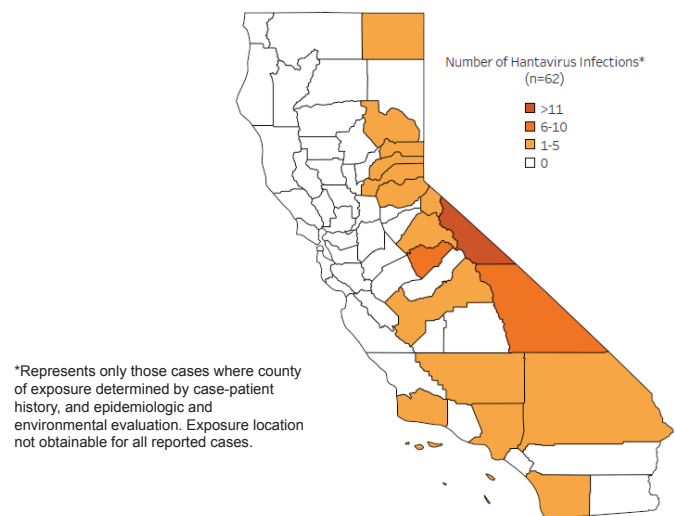 Number of Hantavirus Infections*
(n=62)
>11
6-10
1-5
0
*Represents only those cases where county
of exposure determined by case-patient
history, and epidemiologic and
environmental evaluation. Exposure location
not obtainable for all reported cases.